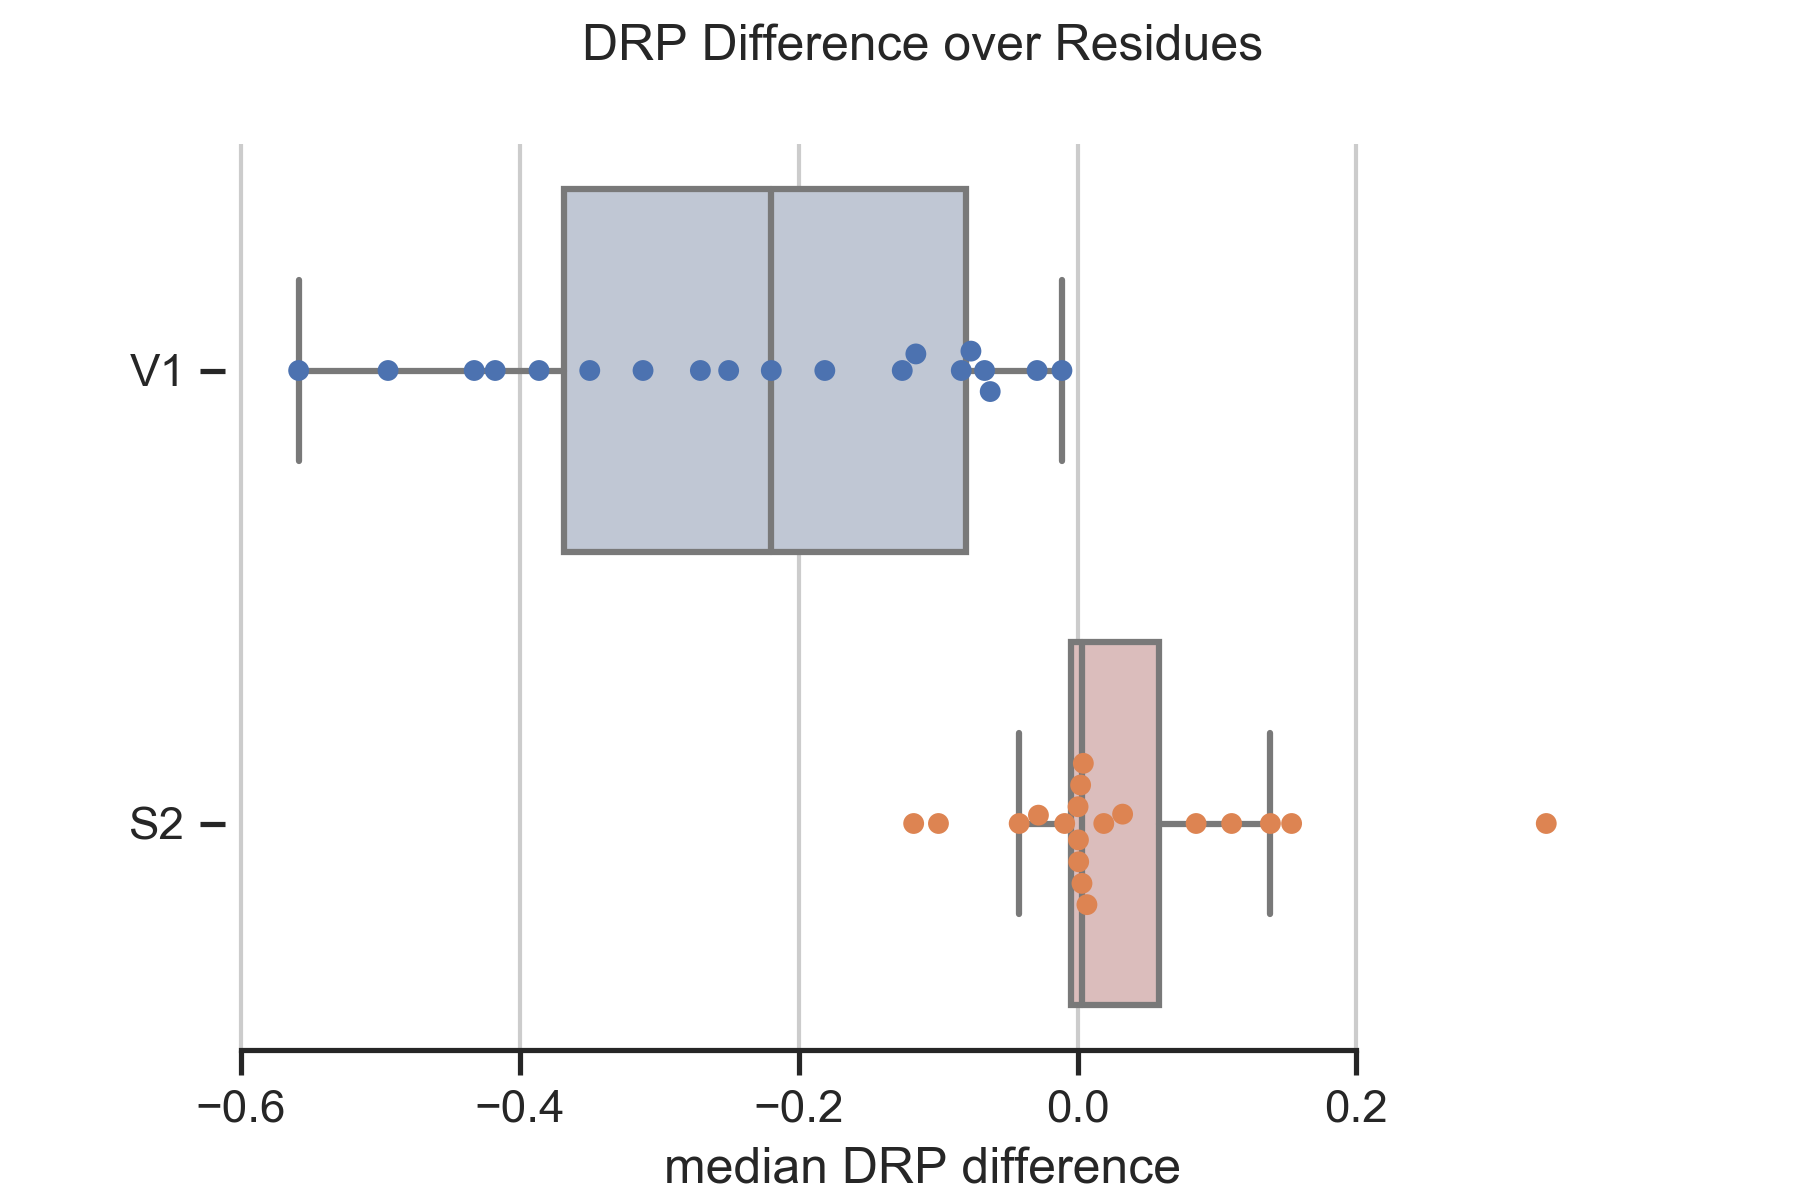 DRP Difference over Residues
V1
S2
−0.6 −0.4 −0.2 0.0 0.2
median DRP difference